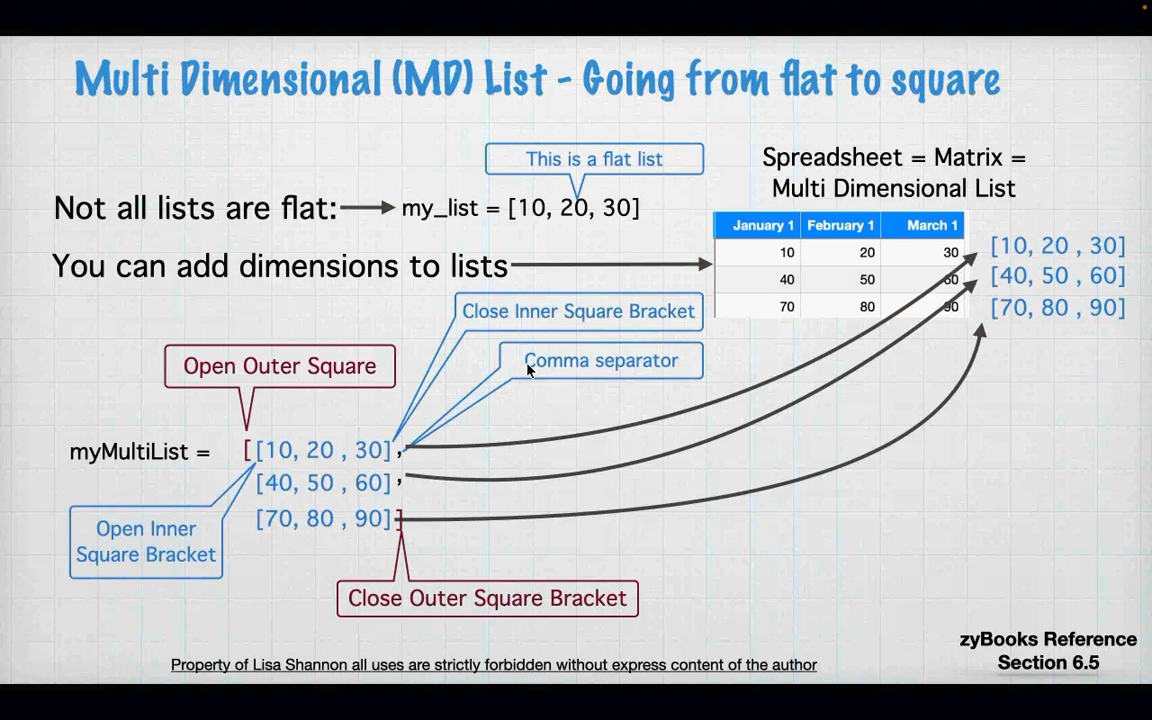 Multi Dimensional (MD) List - Going from flat to square
This is a flat list
Not all lists are flat:
my_list = [10, 20, 30]
Spreadsheet = Matrix =
Multi Dimensional List
You can add dimensions to lists
January 1 February 1 March 1
10 20 30
40 50 60
70 80 90
[10, 20 , 30]
[40, 50 , 60]
[70, 80 , 90]
Close Inner Square Bracket
Comma separator
Open Outer Square
myMultiList = [[10, 20 , 30],
[40, 50 , 60],
[70, 80 , 90]]
Open Inner
Square Bracket
Close Outer Square Bracket
zyBooks Reference
Section 6.5
Property of Lisa Shannon all uses are strictly forbidden without express content of the author